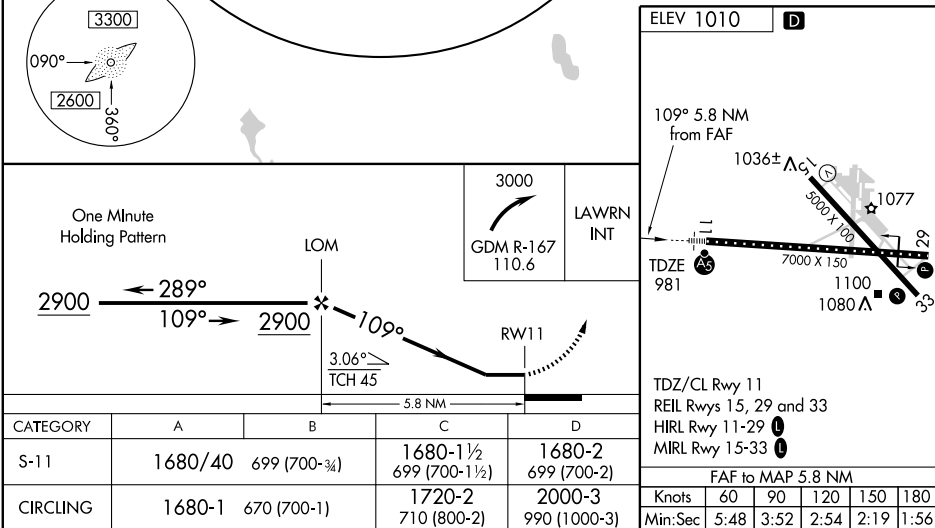 3300
090°
2600
360°
One MInute
Holding Pattern
LOM
2900
289°
109°
2900
109°
3.06°
TCH 45
5.8 NM
RW11
3000
GDM R-167
110.6
LAWRN
INT
CATEGORY A B C D
S-11 1680/40 699 (700-¾) 1680-1½ 699 (700-1½) 1680-2 699 (700-2)
CIRCLING 1680-1 670 (700-1) 1720-2 710 (800-2) 2000-3 990 (1000-3)
ELEV 1010 D
109° 5.8 NM
from FAF
1036±
15
V
5000 X 100
1077
11
29
7000 X 150
TDZE
981
A5
P
1100
1080
P
33
TDZ/CL Rwy 11
REIL Rwys 15, 29 and 33
HIRL Rwy 11-29 L
MIRL Rwy 15-33 L
FAF to MAP 5.8 NM
Knots 60 90 120 150 180
Min:Sec 5:48 3:52 2:54 2:19 1:56